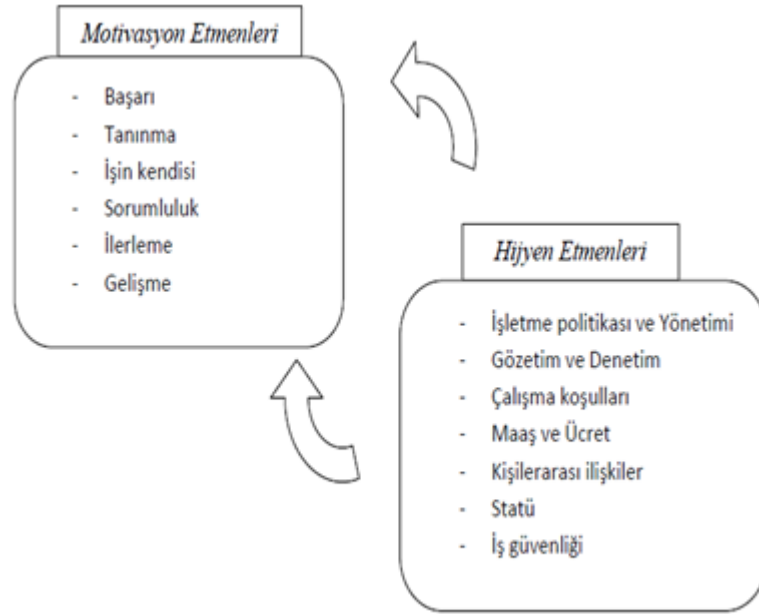 Motivasyon Etmenleri
- Başarı
- Tanınma
- İşin kendisi
- Sorumluluk
- İlerleme
- Gelişme
Hijyen Etmenleri
- İşletme politikası ve Yönetimi
- Gözetim ve Denetim
- Çalışma koşulları
- Maaş ve Ücret
- Kişilerarası ilişkiler
- Statü
- İş güvenliği